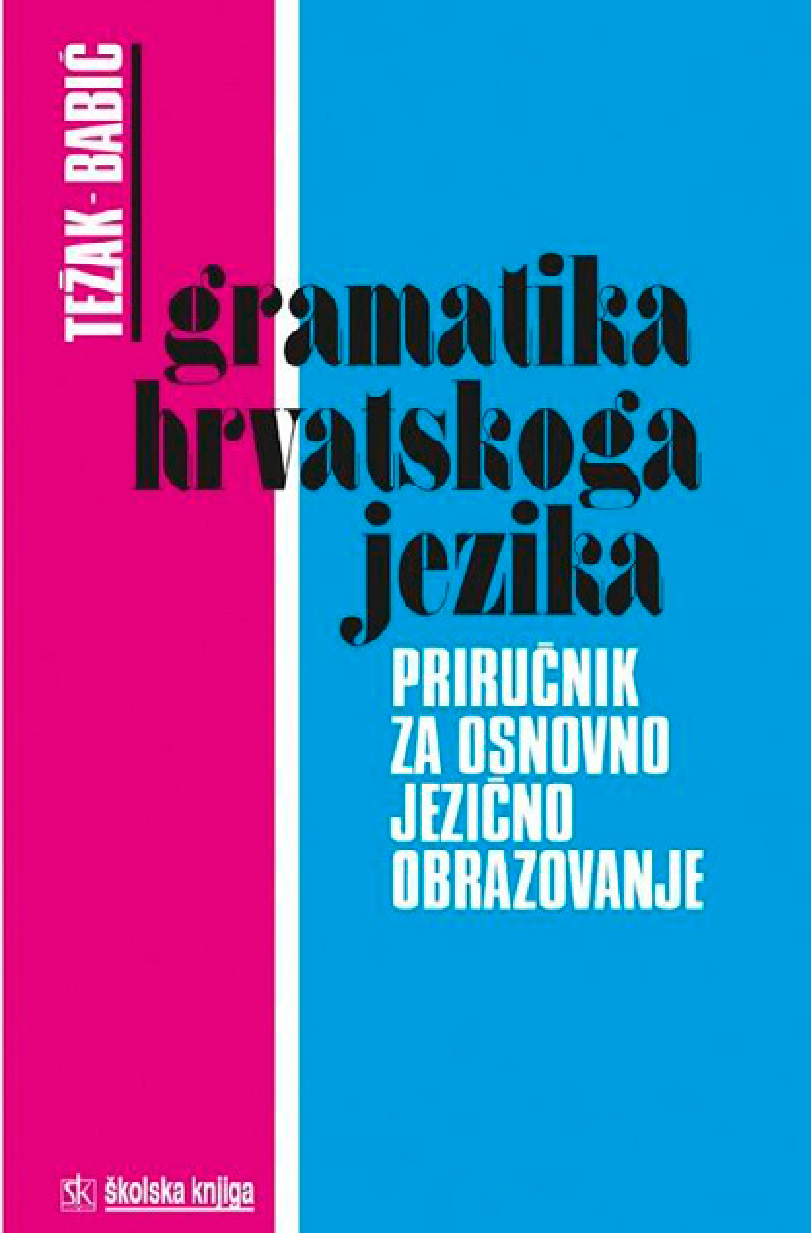 TEŽAK - BABIĆ
gramatika
hrvatskoga
jezika
PRIRUČNIK
ZA OSNOVNO
JEZIČNO
OBRAZOVANJE
sk školska knjiga